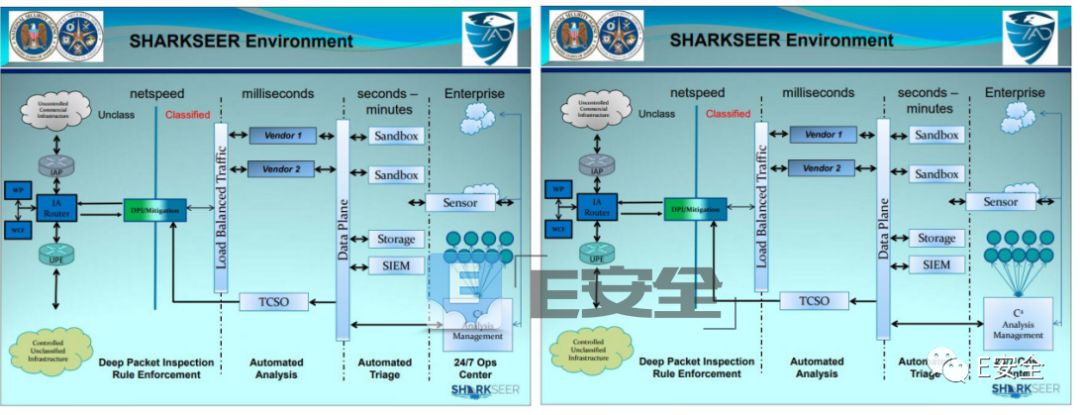 SHARKSEER Environment
netspeed
milliseconds
seconds –
minutes
Enterprise
Unclass
Classified
Uncontrolled
Commercial
Infrastructure
IAP
WP
WCF
IA
Router
DPI/Mitigation
UPE
Load Balanced Traffic
Vendor 1
Vendor 2
Data Plane
Sandbox
Sandbox
Sensor
Storage
SIEM
TCSO
Analysis
Management
Controlled
Unclassified
Infrastructure
Deep Packet Inspection
Rule Enforcement
Automated
Analysis
Automated
Triage
24/7 Ops
Center
SHARKSEER
E安全
SHARKSEER Environment
netspeed
milliseconds
seconds –
minutes
Enterprise
Unclass
Classified
Uncontrolled
Commercial
Infrastructure
IAP
WP
WCF
IA
Router
DPI/Mitigation
UPE
Load Balanced Traffic
Vendor 1
Vendor 2
Data Plane
Sandbox
Sandbox
Sensor
Storage
SIEM
TCSO
C⁴
Analysis
Management
Controlled
Unclassified
Infrastructure
Deep Packet Inspection
Rule Enforcement
Automated
Analysis
Triage
SHARKSEER
E安全